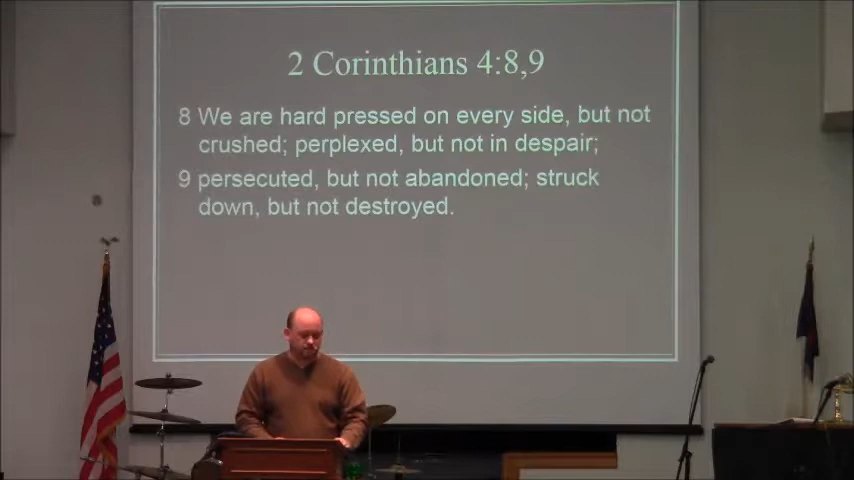 2 Corinthians 4:8,9
8 We are hard pressed on every side, but not
crushed; perplexed, but not in despair;
9 persecuted, but not abandoned; struck
down, but not destroyed.